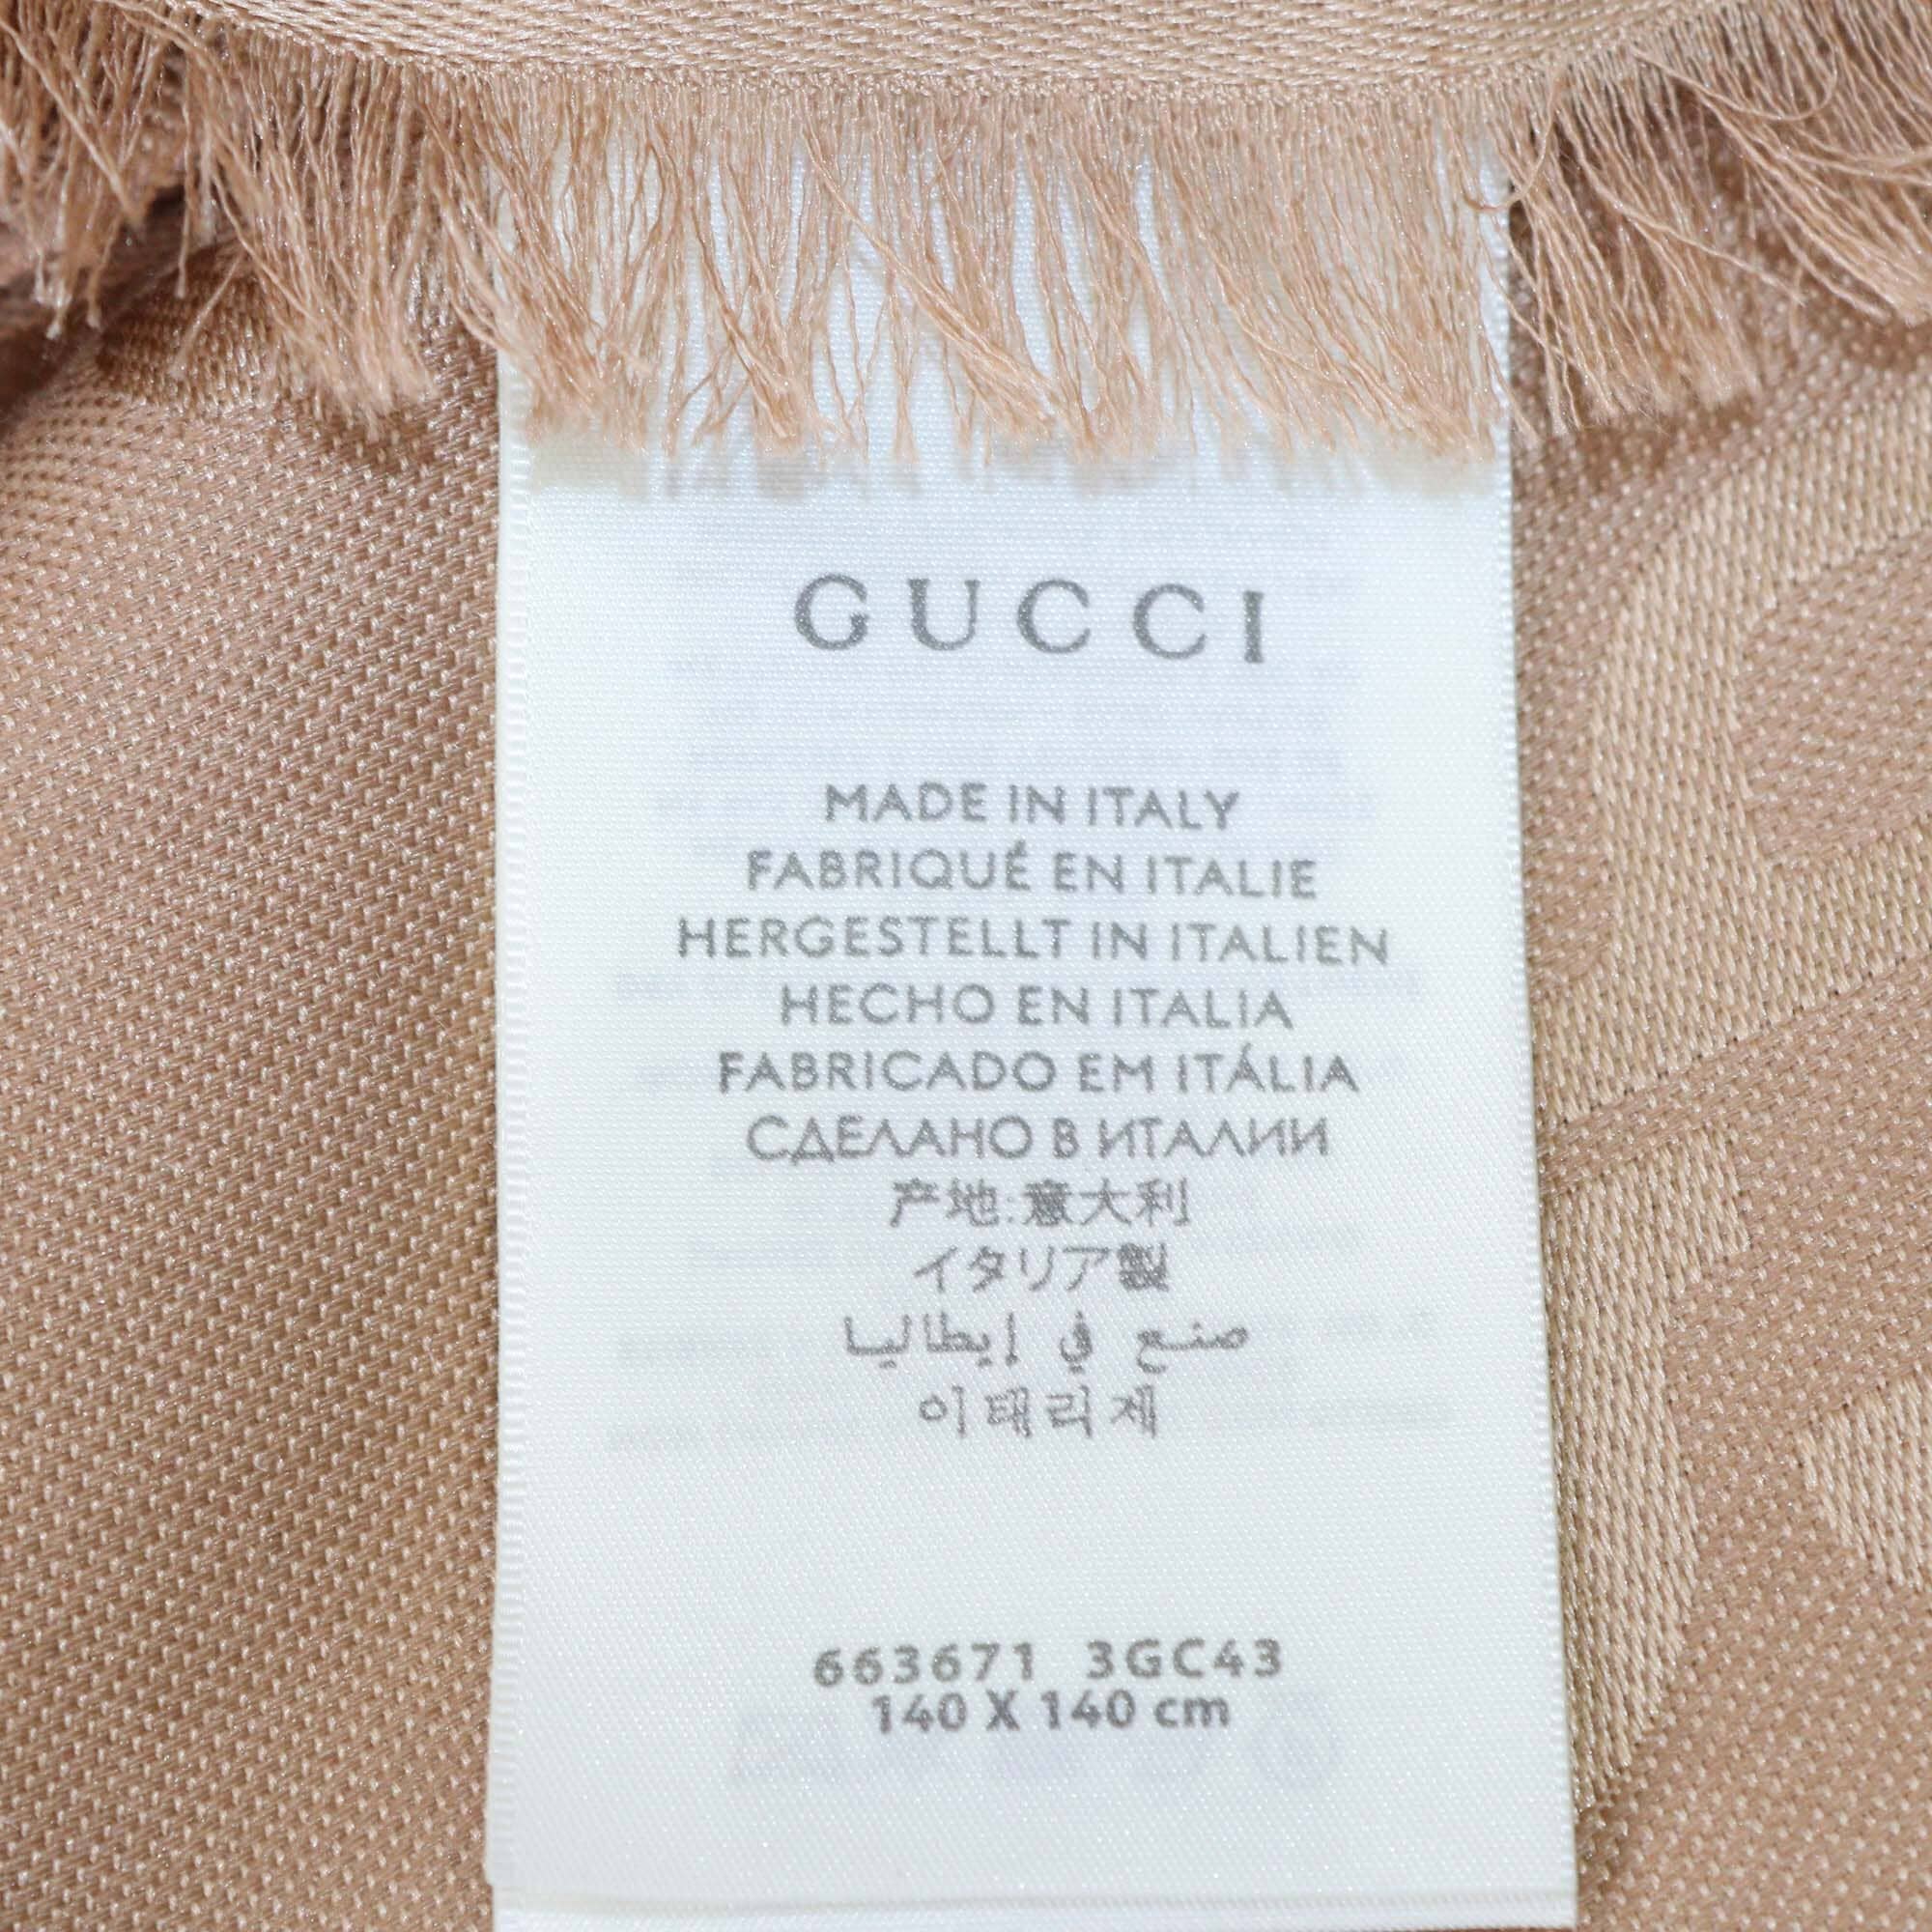 GUCCI
MADE IN ITALY
FABRIQUÉ EN ITALIE
HERGESTELLT IN ITALIEN
HECHO EN ITALIA
FABRICADO EM ITÁLIA
СДЕЛАНО В ИТАЛИИ
产地:意大利
イタリア製
صنع في إيطاليا
이태리제
663671 3GC43
140 X 140 cm